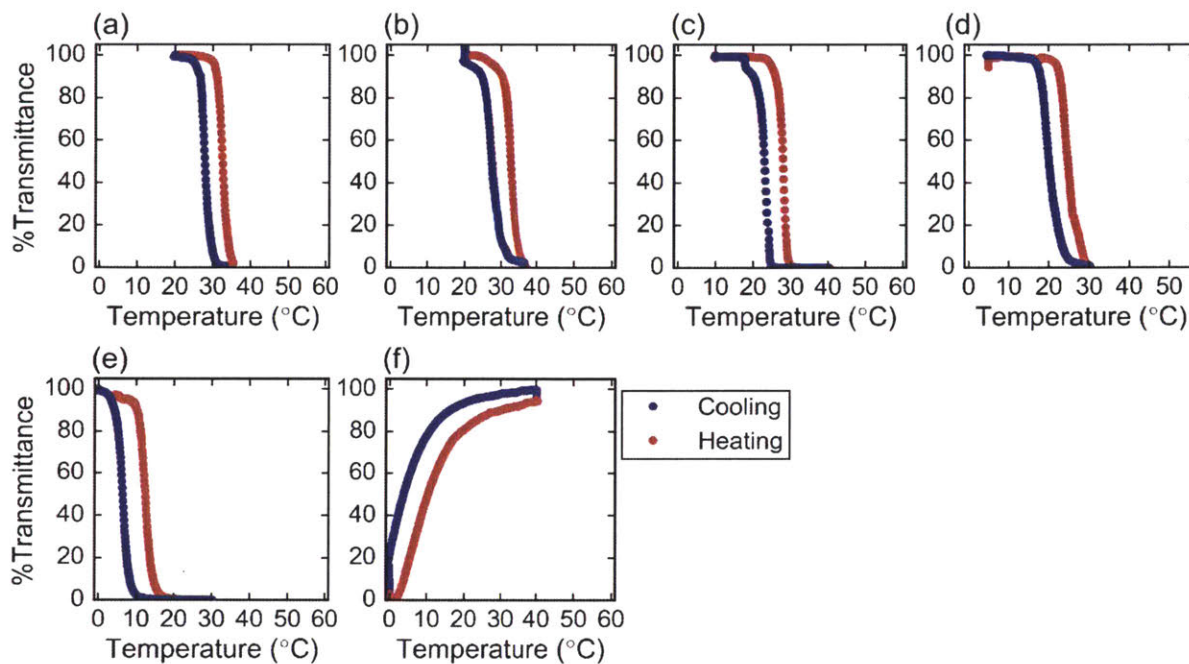 (a) (b) (c) (d)
%Transmittance
100 100 100 100
80 80 80 80
60 60 60 60
40 40 40 40
20 20 20 20
0 0 0 0
0 10 20 30 40 50 60 0 10 20 30 40 50 60 0 10 20 30 40 50 60 0 10 20 30 40 50
Temperature (°C) Temperature (°C) Temperature (°C) Temperature (°C)
(e) (f)
%Transmittance
100 100
80 80
60 60
40 40
20 20
0 0
0 10 20 30 40 50 60 0 10 20 30 40 50 60
Temperature (°C) Temperature (°C)
Cooling
Heating